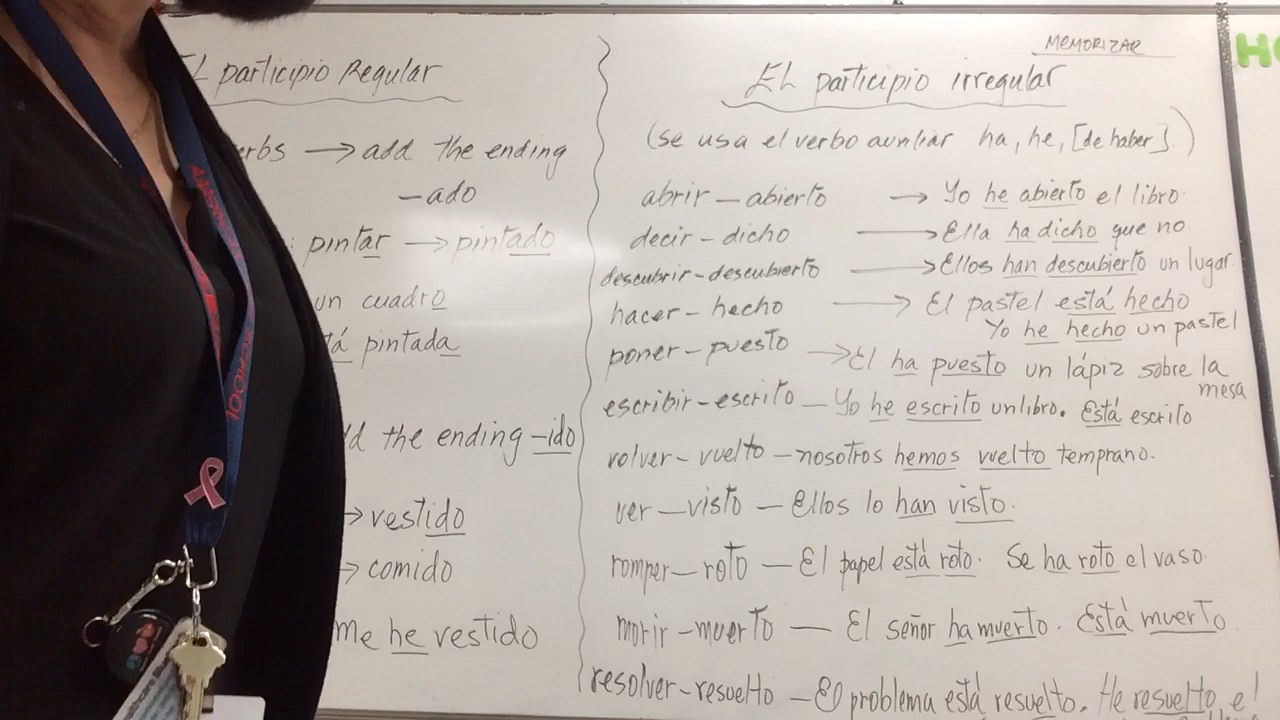 El participio Regular
erbs → add the ending
-ado
pintar → pintado
un cuadro
tá pintada
d the ending -ido
→ vestido
→ comido
me he vestido
MEMORIZAR
El participio irregular
(se usa el verbo auxiliar ha, he, [de haber].)
abrir - abierto → Yo he abierto el libro.
decir - dicho → Ella ha dicho que no
descubrir - descubierto → Ellos han descubierto un lugar
hacer - hecho → El pastel está hecho
Yo he hecho un pastel
poner - puesto → El ha puesto un lápiz sobre la
mesa
escribir - escrito - Yo he escrito un libro. Está escrito
volver - vuelto - nosotros hemos vuelto temprano.
ver - visto - Ellos lo han visto.
romper - roto - El papel está roto. Se ha roto el vaso.
morir - muerto - El señor ha muerto. Está muerto.
resolver - resuelto - El problema está resuelto. He resuelto el
SCHOOL
HO